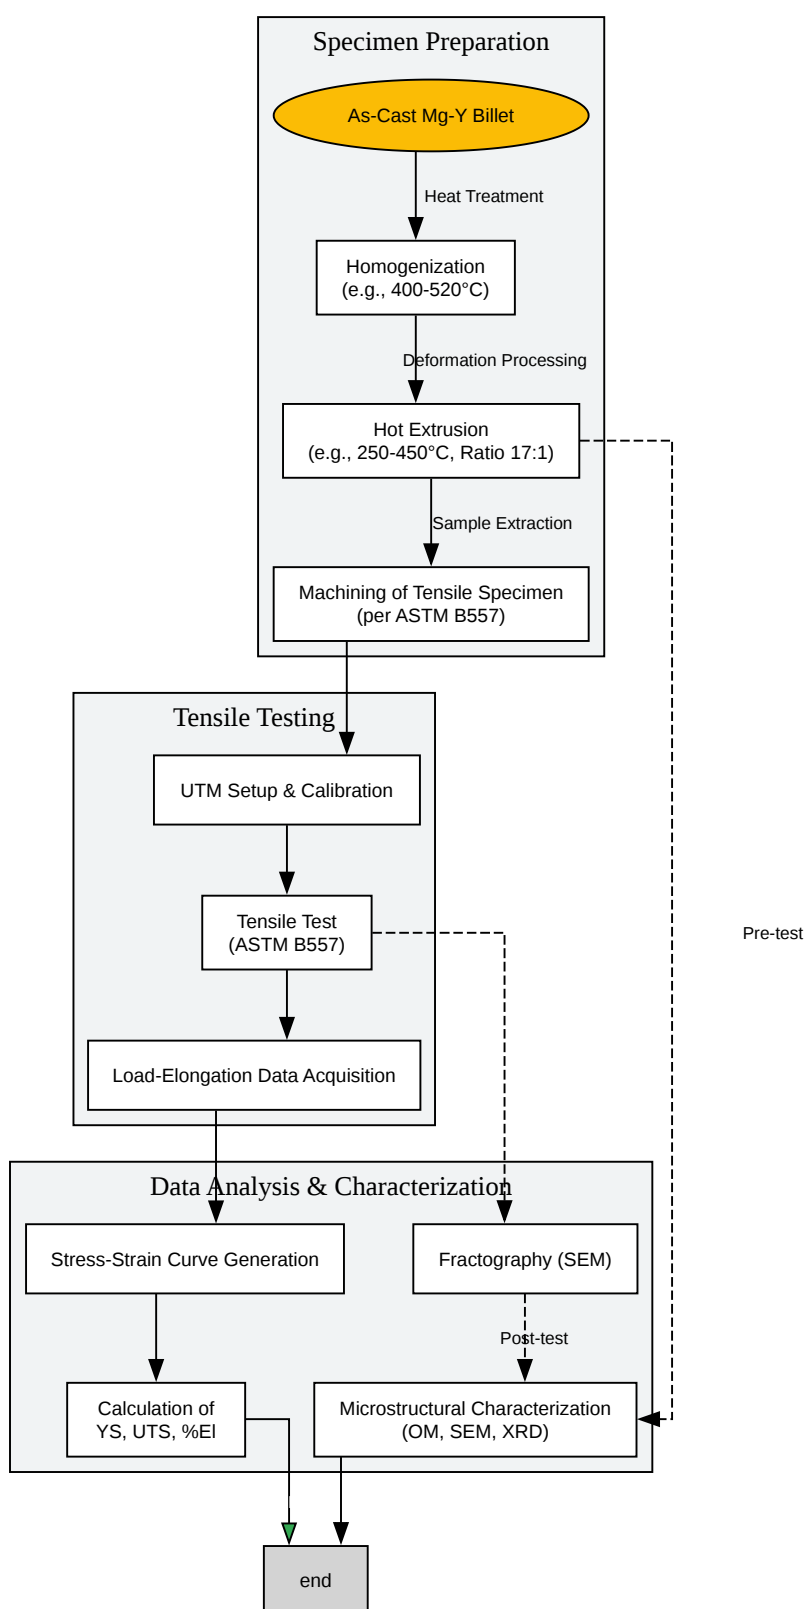 Specimen Preparation
As-Cast Mg-Y Billet
Heat Treatment
Homogenization
(e.g., 400-520°C)
Deformation Processing
Hot Extrusion
(e.g., 250-450°C, Ratio 17:1)
Sample Extraction
Machining of Tensile Specimen
(per ASTM B557)
Tensile Testing
UTM Setup & Calibration
Tensile Test
(ASTM B557)
Pre-test
Load-Elongation Data Acquisition
Data Analysis & Characterization
Stress-Strain Curve Generation
Fractography (SEM)
Post-test
Calculation of
YS, UTS, %El
Microstructural Characterization
(OM, SEM, XRD)
end